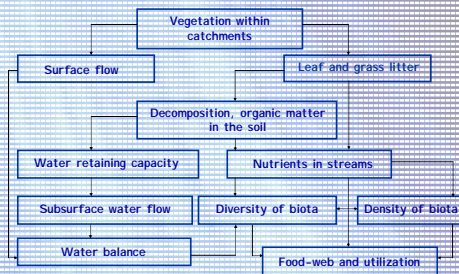 Vegetation within
catchments
Surface flow
Leaf and grass litter
Decomposition, organic matter
in the soil
Water retaining capacity
Nutrients in streams
Subsurface water flow
Diversity of biota
Density of biota
Water balance
Food-web and utilization